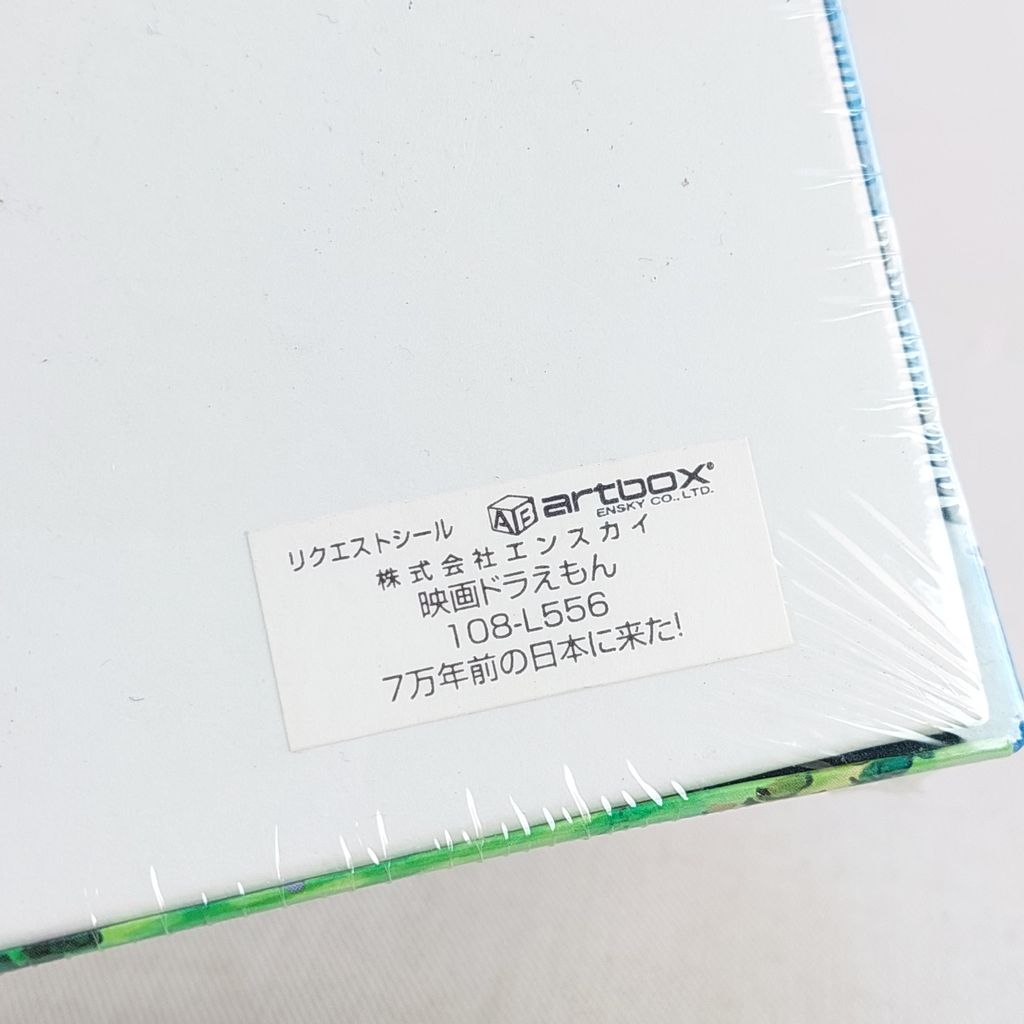 リクエストシール AB artbox®
ENSKY CO., LTD.
株式会社エンスカイ
映画ドラえもん
108-L556
7万年前の日本に来た!